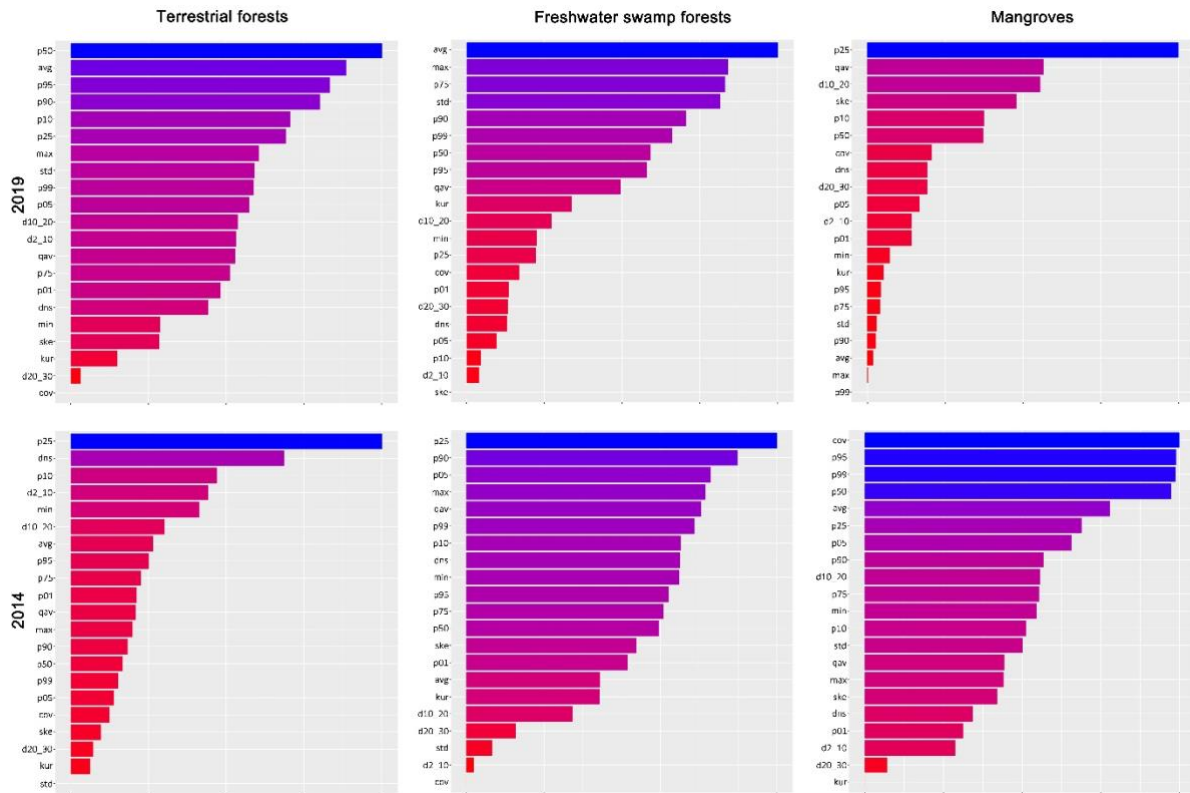 Terrestrial forests
Freshwater swamp forests
Mangroves
2019
p50
avg
p95
p90
p10
p25
max
std
p99
p05
d10_20
d2_10
qav
p75
p01
dns
min
ske
kur
d20_30
cov
avg
max
p75
std
p90
p99
p50
p95
qav
kur
d10_20
min
p25
cov
p01
d20_30
dns
p05
p10
d2_10
ske
p25
qav
d10_20
ske
p10
p50
cov
dns
d20_30
p05
d2_10
p01
min
kur
p95
p75
std
p90
avg
max
p99
2014
p25
dns
p10
d2_10
min
d10_20
avg
p95
p75
p01
qav
max
p90
p50
p99
p05
cov
ske
d20_30
kur
std
p25
p90
p05
max
qav
p99
p10
dns
min
p95
p75
p50
ske
p01
avg
kur
d10_20
d20_30
std
d2_10
cov
cov
p95
p99
p50
avg
p25
p05
p90
d10_20
p75
min
p10
std
qav
max
ske
dns
p01
d2_10
d20_30
kur